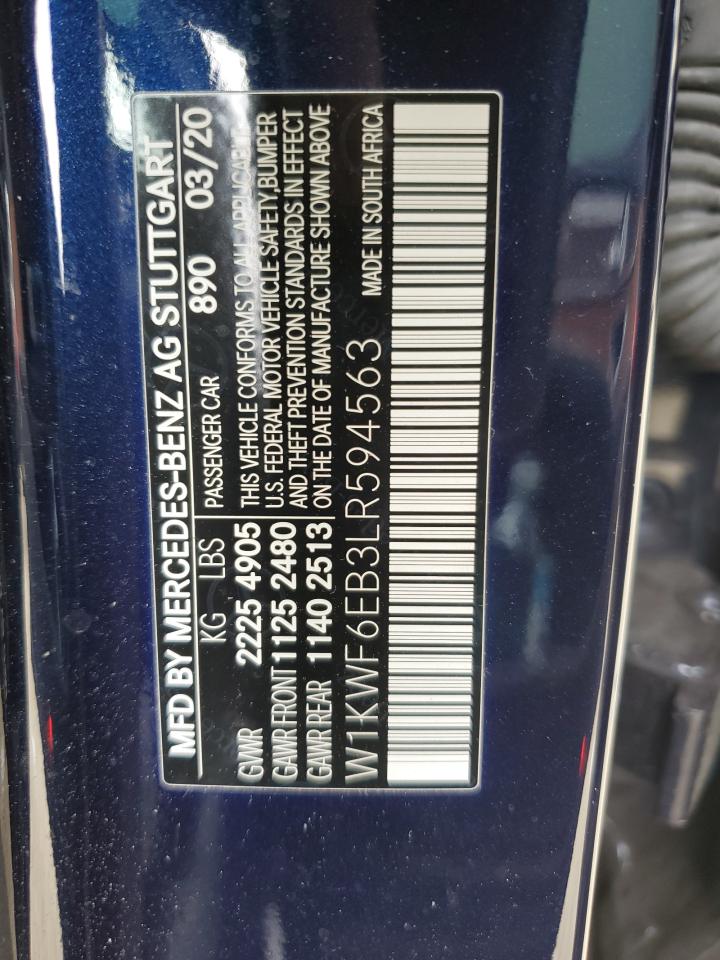 MFD BY MERCEDES-BENZ AG STUTTGART
KG LBS PASSENGER CAR 890 03/20
GVWR 2225 4905 THIS VEHICLE CONFORMS TO ALL APPLICABLE
GAWR FRONT 1125 2480 U.S. FEDERAL MOTOR VEHICLE SAFETY, BUMPER
GAWR REAR 1140 2513 AND THEFT PREVENTION STANDARDS IN EFFECT
ON THE DATE OF MANUFACTURE SHOWN ABOVE
W1KWF6EB3LR594563 MADE IN SOUTH AFRICA